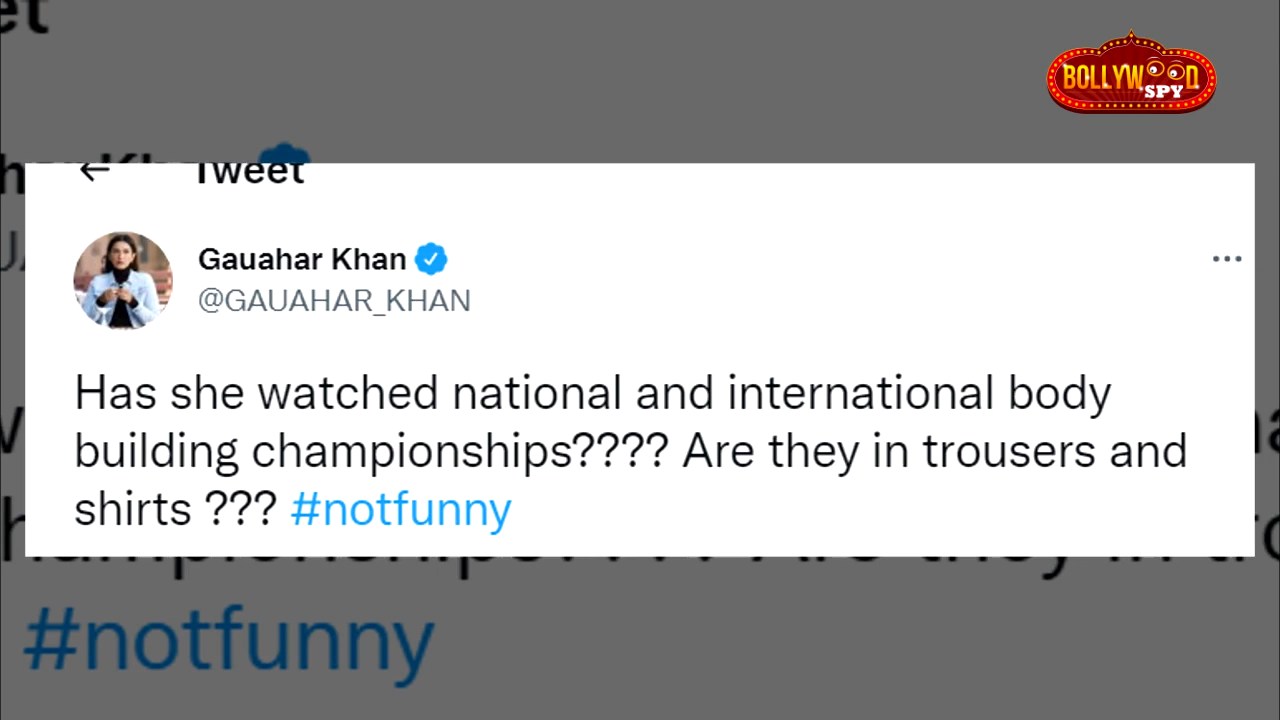 BOLLYWOOD
SPY
Tweet
Gauahar Khan
@GAUAHAR_KHAN
Has she watched national and international body
building championships???? Are they in trousers and
shirts ??? #notfunny
#notfunny